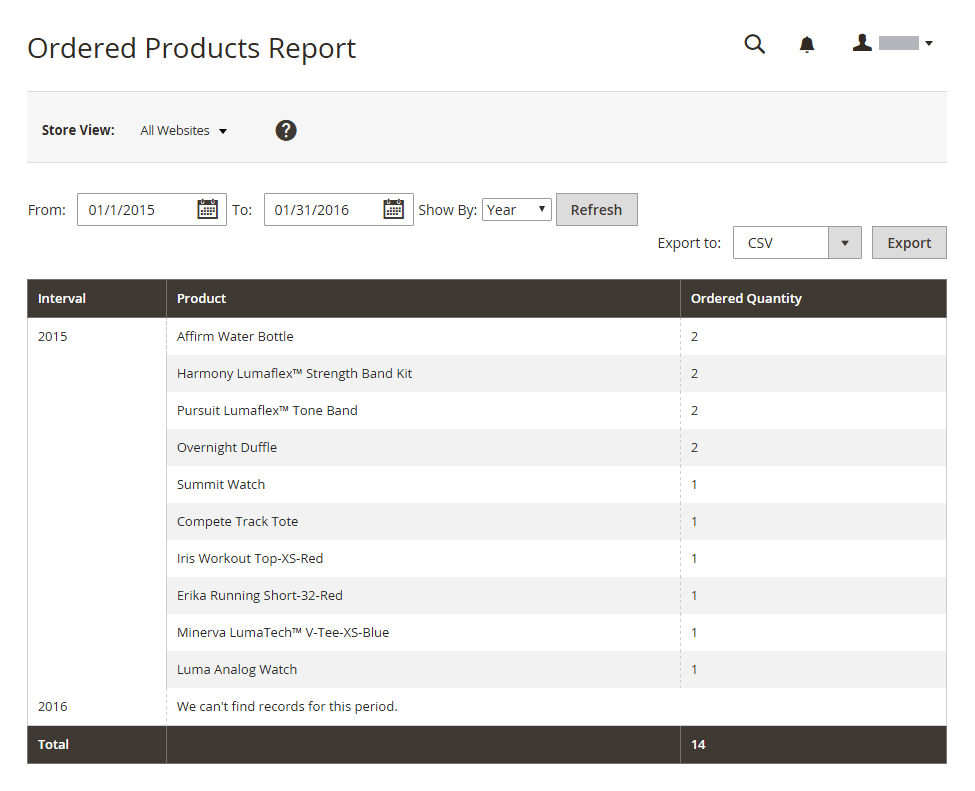 Ordered Products Report
Store View: All Websites ?
From: 01/1/2015 To: 01/31/2016 Show By: Year Refresh
Export to: CSV Export
Interval Product Ordered Quantity
2015 Affirm Water Bottle 2
Harmony Lumaflex™ Strength Band Kit 2
Pursuit Lumaflex™ Tone Band 2
Overnight Duffle 2
Summit Watch 1
Compete Track Tote 1
Iris Workout Top-XS-Red 1
Erika Running Short-32-Red 1
Minerva LumaTech™ V-Tee-XS-Blue 1
Luma Analog Watch 1
2016 We can't find records for this period.
Total 14